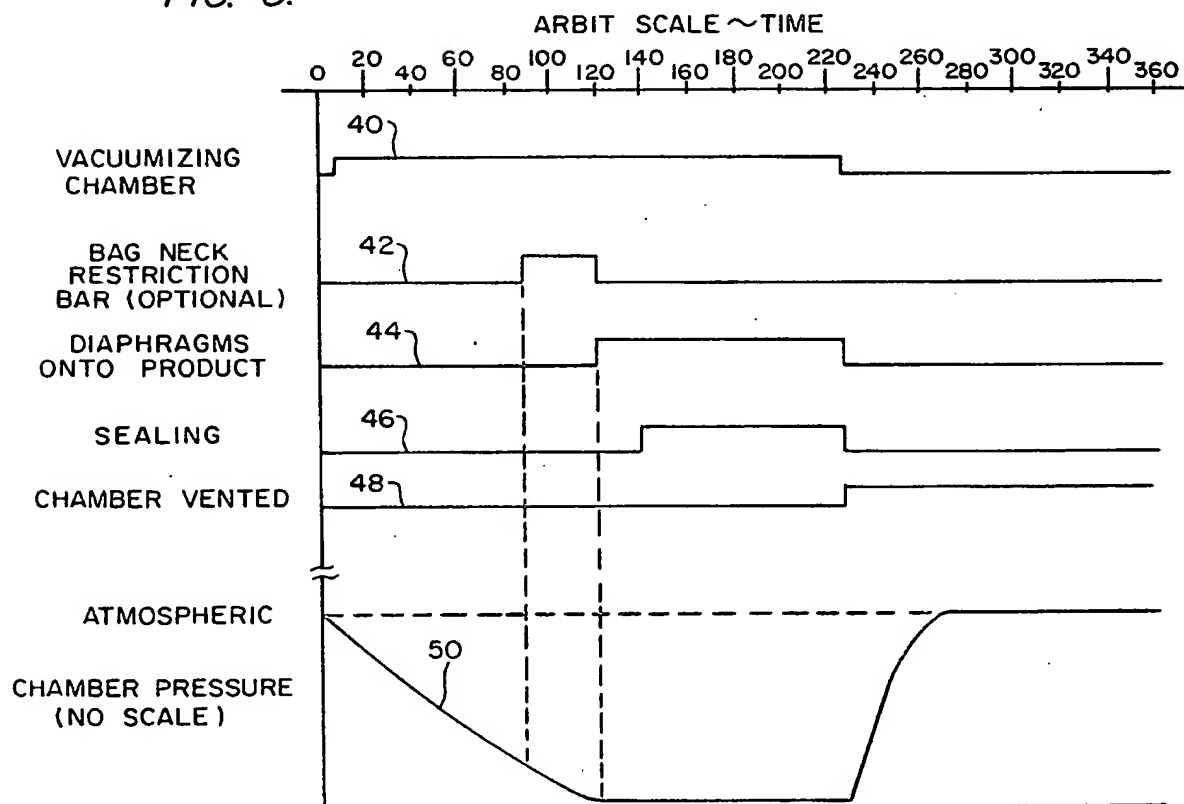 FIG. 6.
ARBIT SCALE ~ TIME
0 20 40 60 80 100 120 140 160 180 200 220 240 260 280 300 320 340 360
40
VACUUMIZING
CHAMBER
42
BAG NECK
RESTRICTION
BAR (OPTIONAL)
44
DIAPHRAGMS
ONTO PRODUCT
46
SEALING
48
CHAMBER VENTED
ATMOSPHERIC
50
CHAMBER PRESSURE
(NO SCALE)